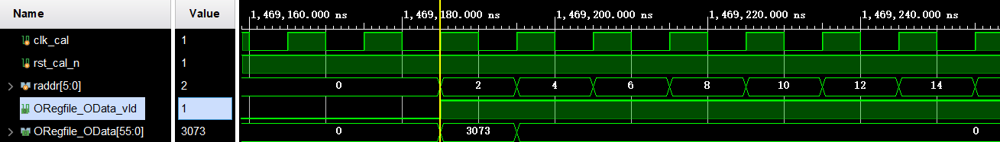 Name Value 1,469,160.000 ns 1,469,180.000 ns 1,469,200.000 ns 1,469,220.000 ns 1,469,240.000 ns
clk_cal 1
rst_cal_n 1
raddr[5:0] 2 0 2 4 6 8 10 12 14
ORegfile_OData_vld 1
ORegfile_OData[55:0] 3073 0 3073 0